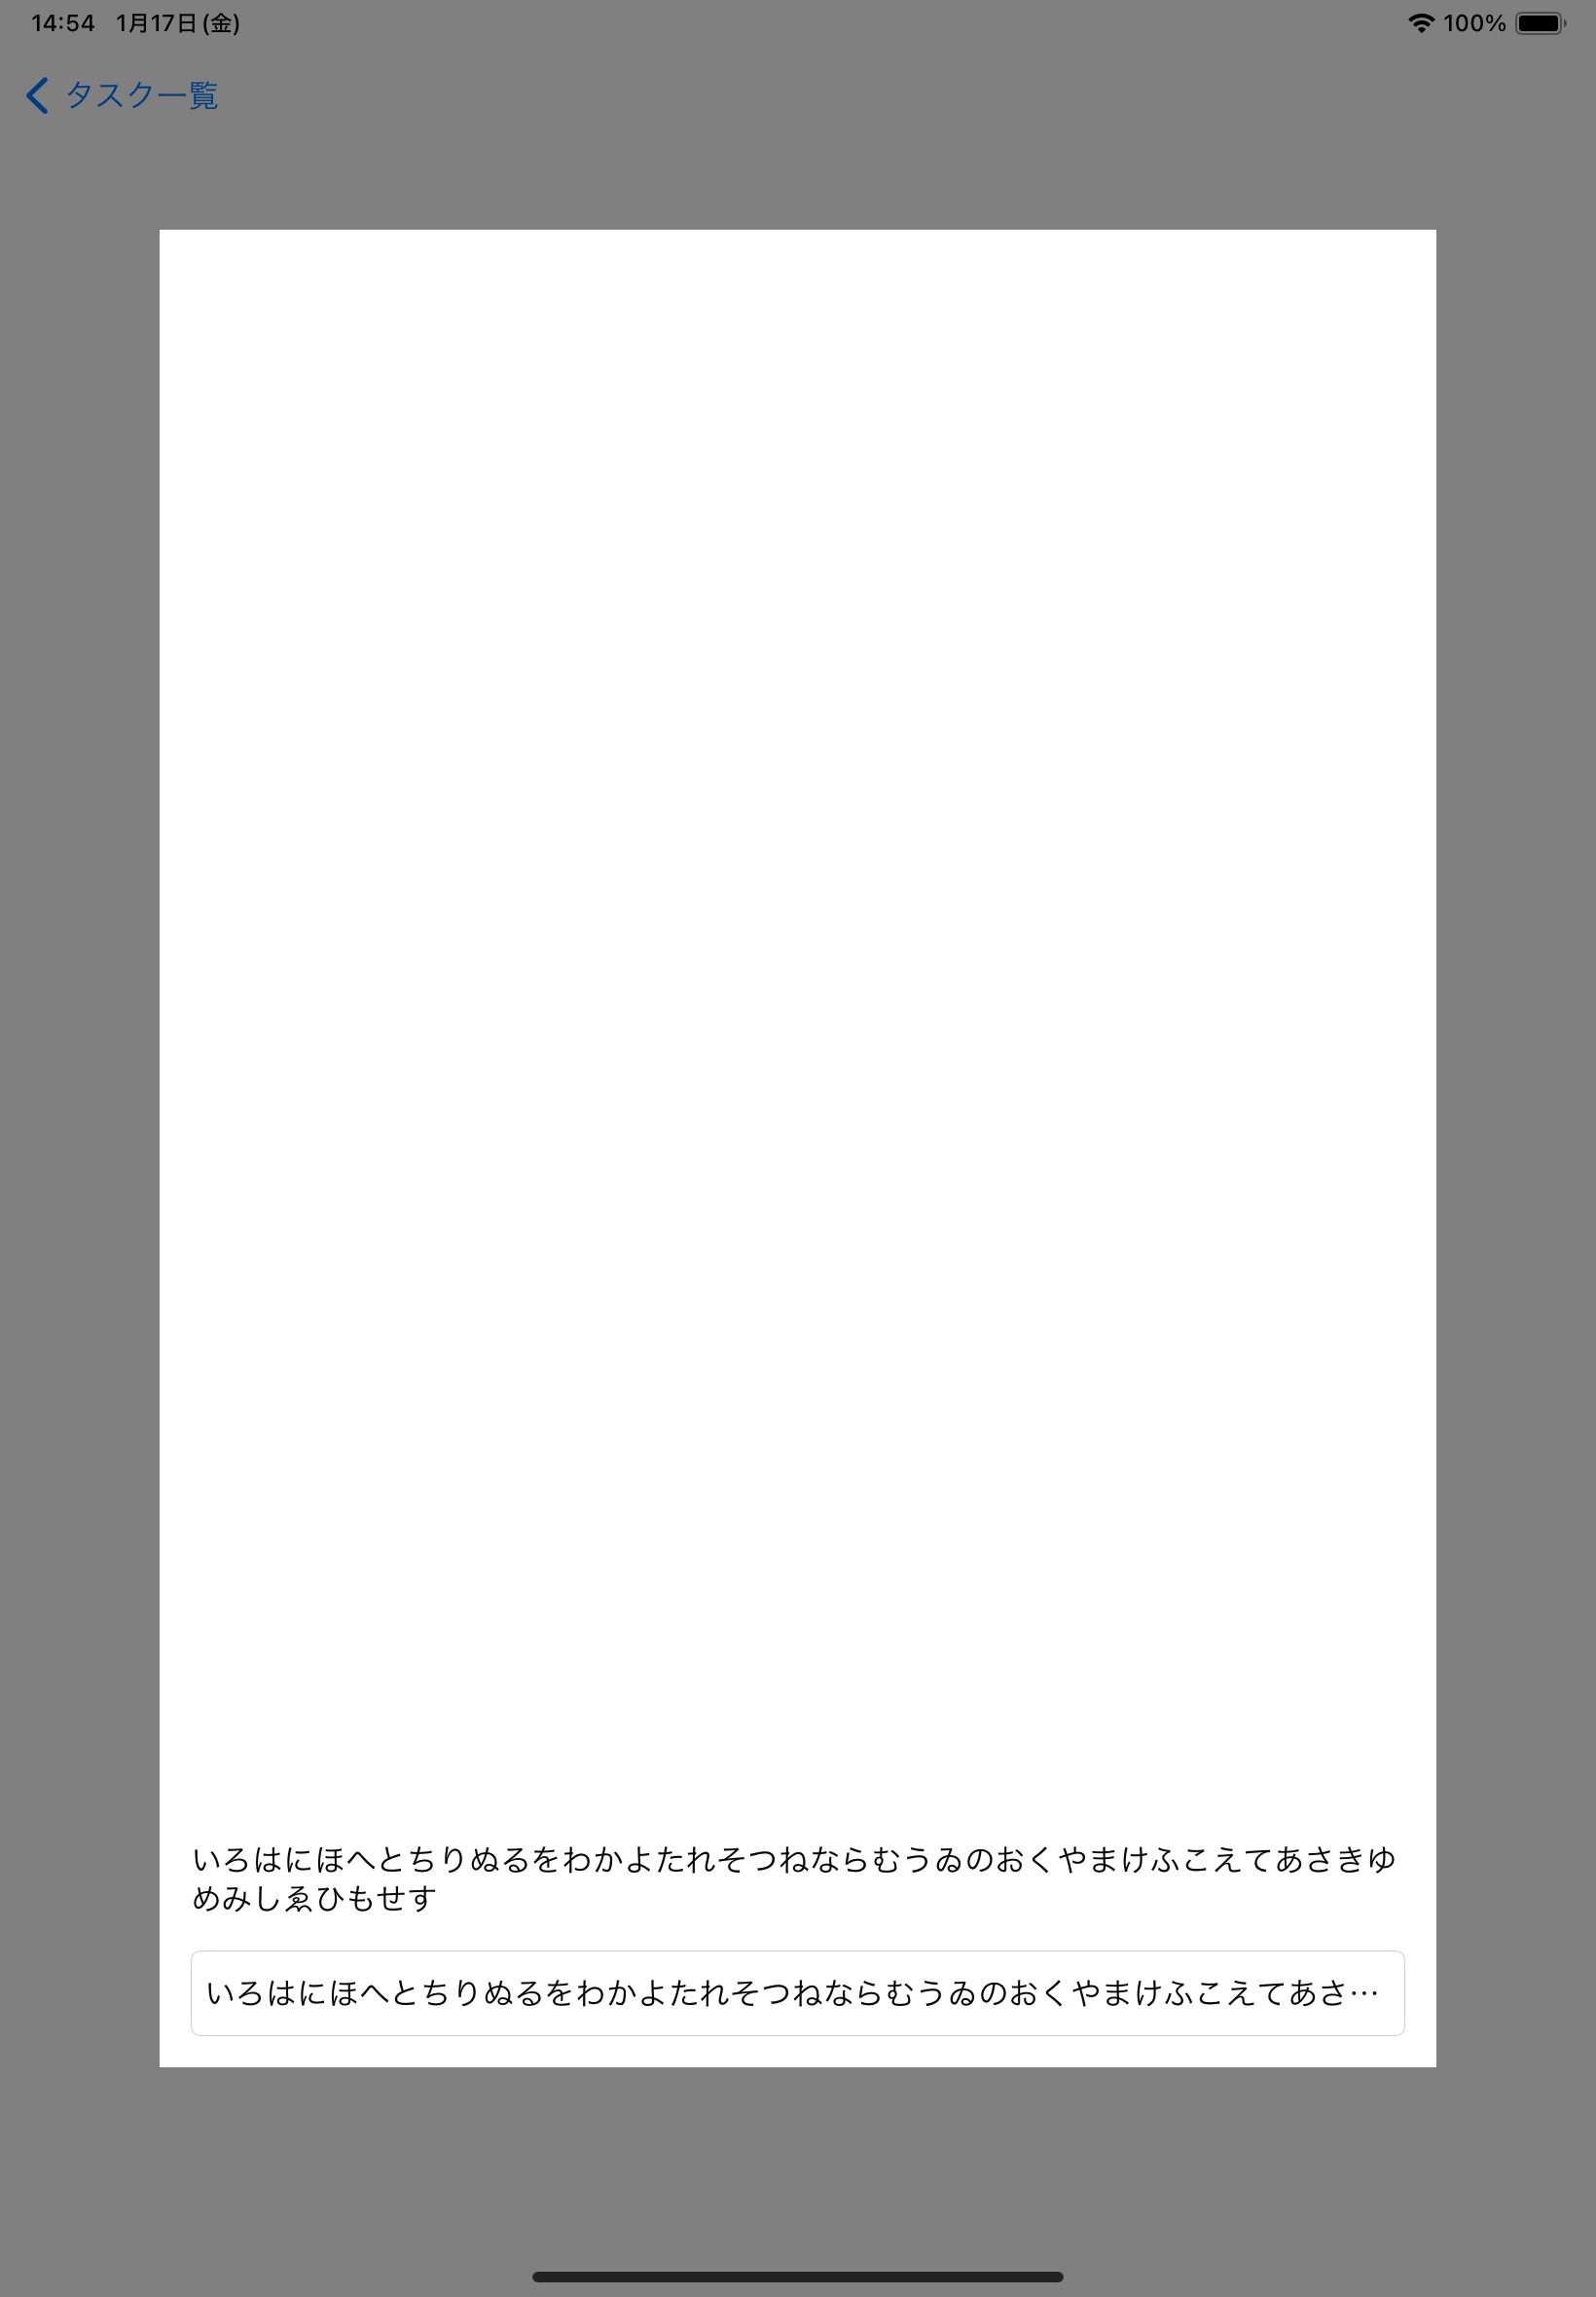 14:54 1月17日(金) 100%
タスク一覧
いろはにほへとちりぬるをわかよたれそつねならむうゐのおくやまけふこえてあさきゆ
めみしゑひもせす
いろはにほへとちりぬるをわかよたれそつねならむうゐのおくやまけふこえてあさ…